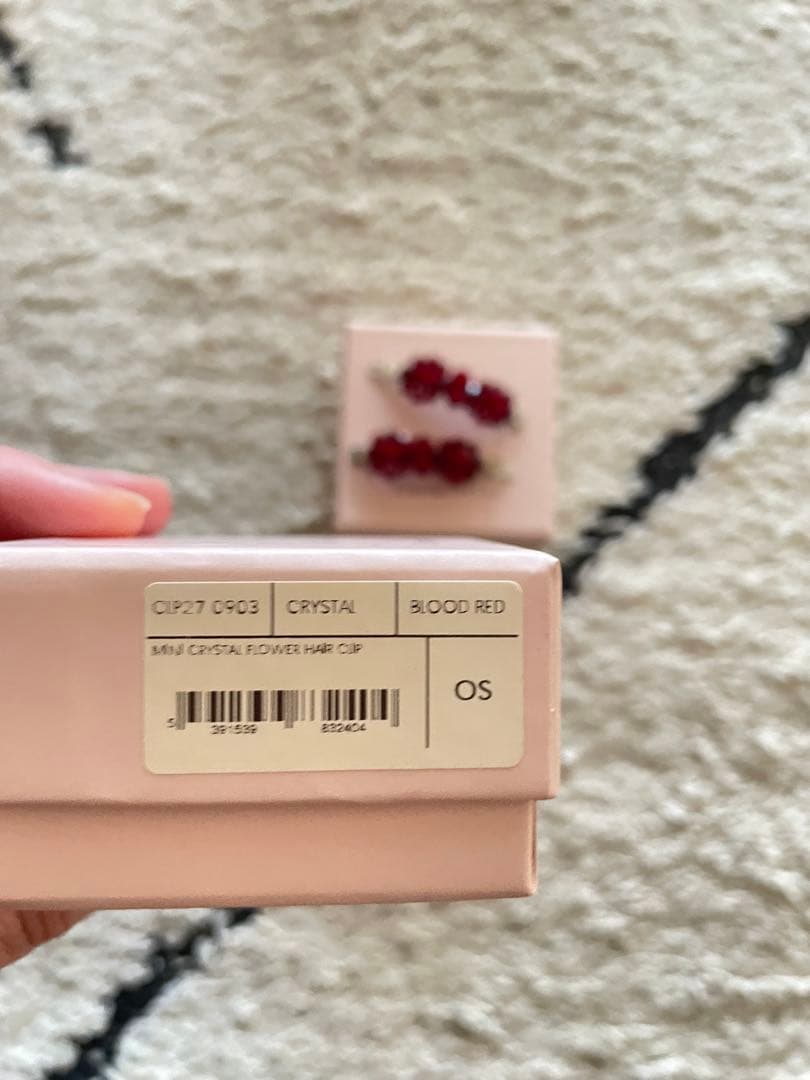 CLP27 0903 CRYSTAL BLOOD RED
MINI CRYSTAL FLOWER HAIR CLIP
OS
5 391539 832404